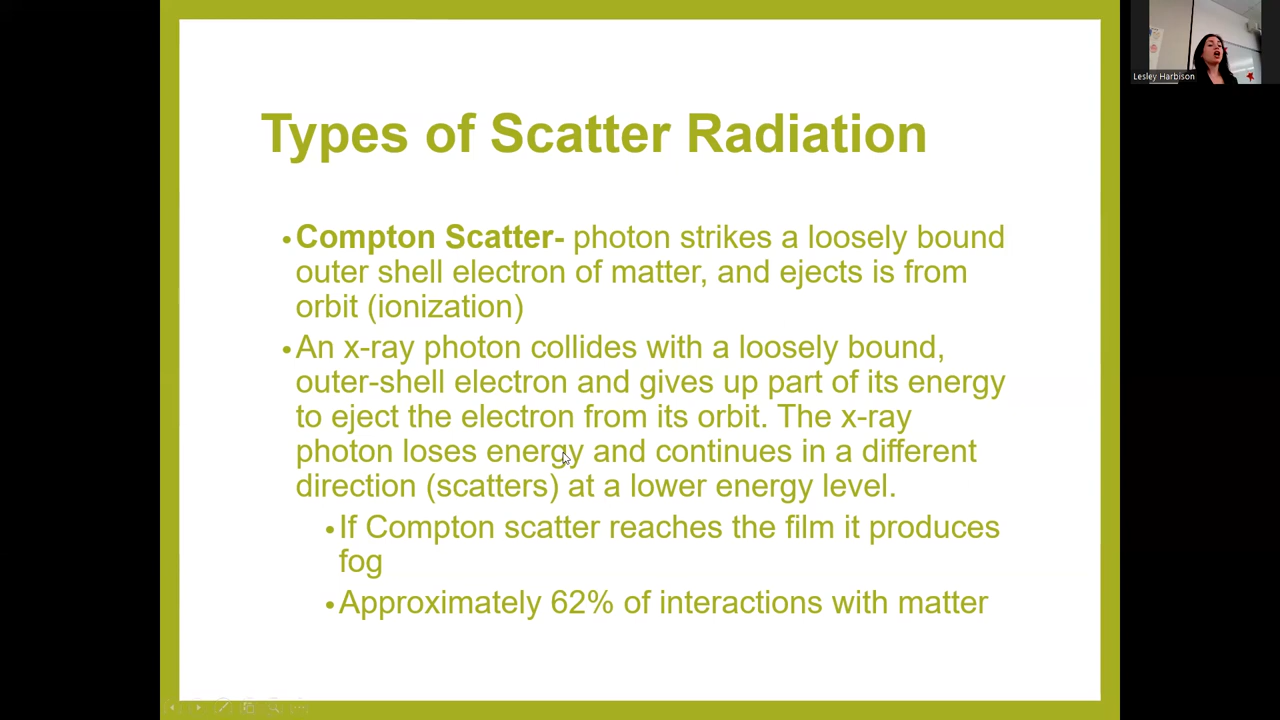 Types of Scatter Radiation
•Compton Scatter- photon strikes a loosely bound
outer shell electron of matter, and ejects is from
orbit (ionization)
•An x-ray photon collides with a loosely bound,
outer-shell electron and gives up part of its energy
to eject the electron from its orbit. The x-ray
photon loses energy and continues in a different
direction (scatters) at a lower energy level.
•If Compton scatter reaches the film it produces
fog
•Approximately 62% of interactions with matter
Lesley Harbison